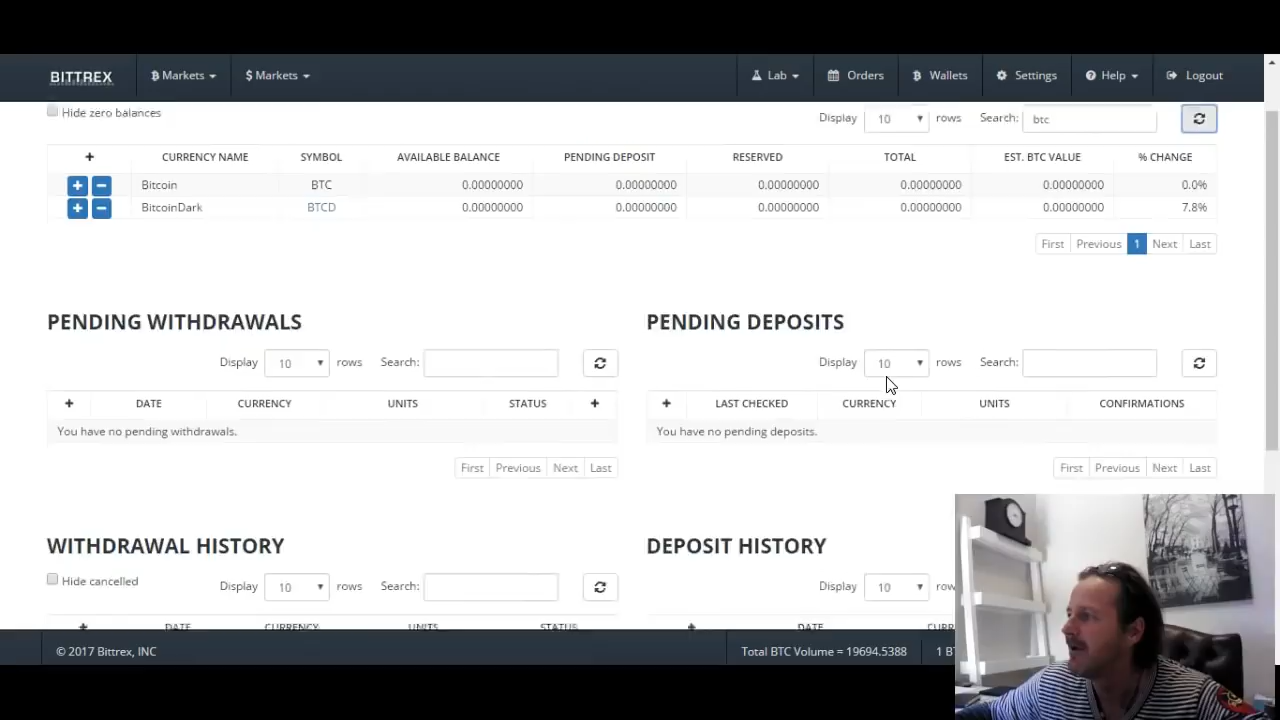 BITTREX Markets $ Markets Lab Orders Wallets Settings Help Logout
Hide zero balances Display 10 rows Search: btc
+ CURRENCY NAME SYMBOL AVAILABLE BALANCE PENDING DEPOSIT RESERVED TOTAL EST. BTC VALUE % CHANGE
+ − Bitcoin BTC 0.00000000 0.00000000 0.00000000 0.00000000 0.00000000 0.0%
+ − BitcoinDark BTCD 0.00000000 0.00000000 0.00000000 0.00000000 0.00000000 7.8%
First Previous 1 Next Last
PENDING WITHDRAWALS
Display 10 rows Search:
+ DATE CURRENCY UNITS STATUS +
You have no pending withdrawals.
First Previous Next Last
PENDING DEPOSITS
Display 10 rows Search:
+ LAST CHECKED CURRENCY UNITS CONFIRMATIONS
You have no pending deposits.
First Previous Next Last
WITHDRAWAL HISTORY
Hide cancelled Display 10 rows Search:
+ DATE CURRENCY UNITS STATUS
DEPOSIT HISTORY
Display 10
+ DATE
© 2017 Bittrex, INC Total BTC Volume = 19694.5388